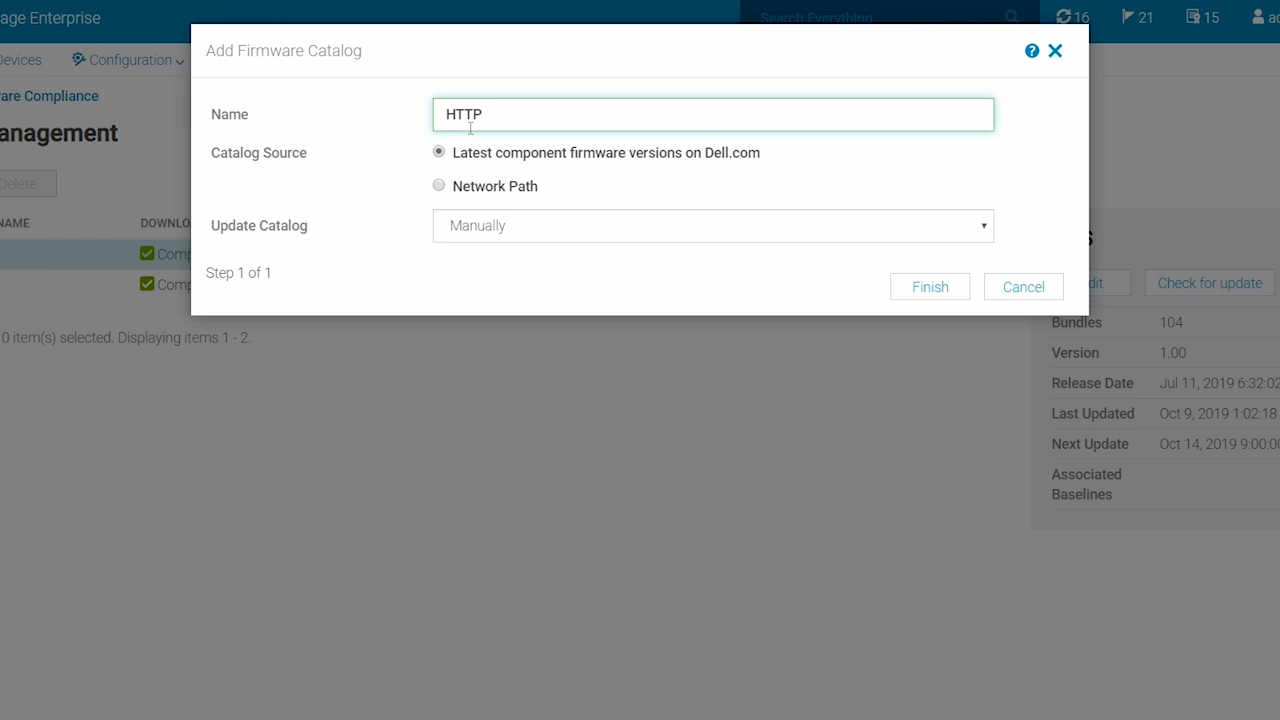 age Enterprise
Search Everything
16
21
15
Devices
Configuration
Add Firmware Catalog
are Compliance
anagement
Name
HTTP
Catalog Source
Latest component firmware versions on Dell.com
Network Path
Delete
NAME
DOWNLO
Update Catalog
Manually
Comp
Step 1 of 1
Finish
Cancel
Comp
dit
Check for update
Bundles 104
0 item(s) selected. Displaying items 1 - 2.
Version 1.00
Release Date Jul 11, 2019 6:32:02
Last Updated Oct 9, 2019 1:02:18
Next Update Oct 14, 2019 9:00:00
Associated
Baselines